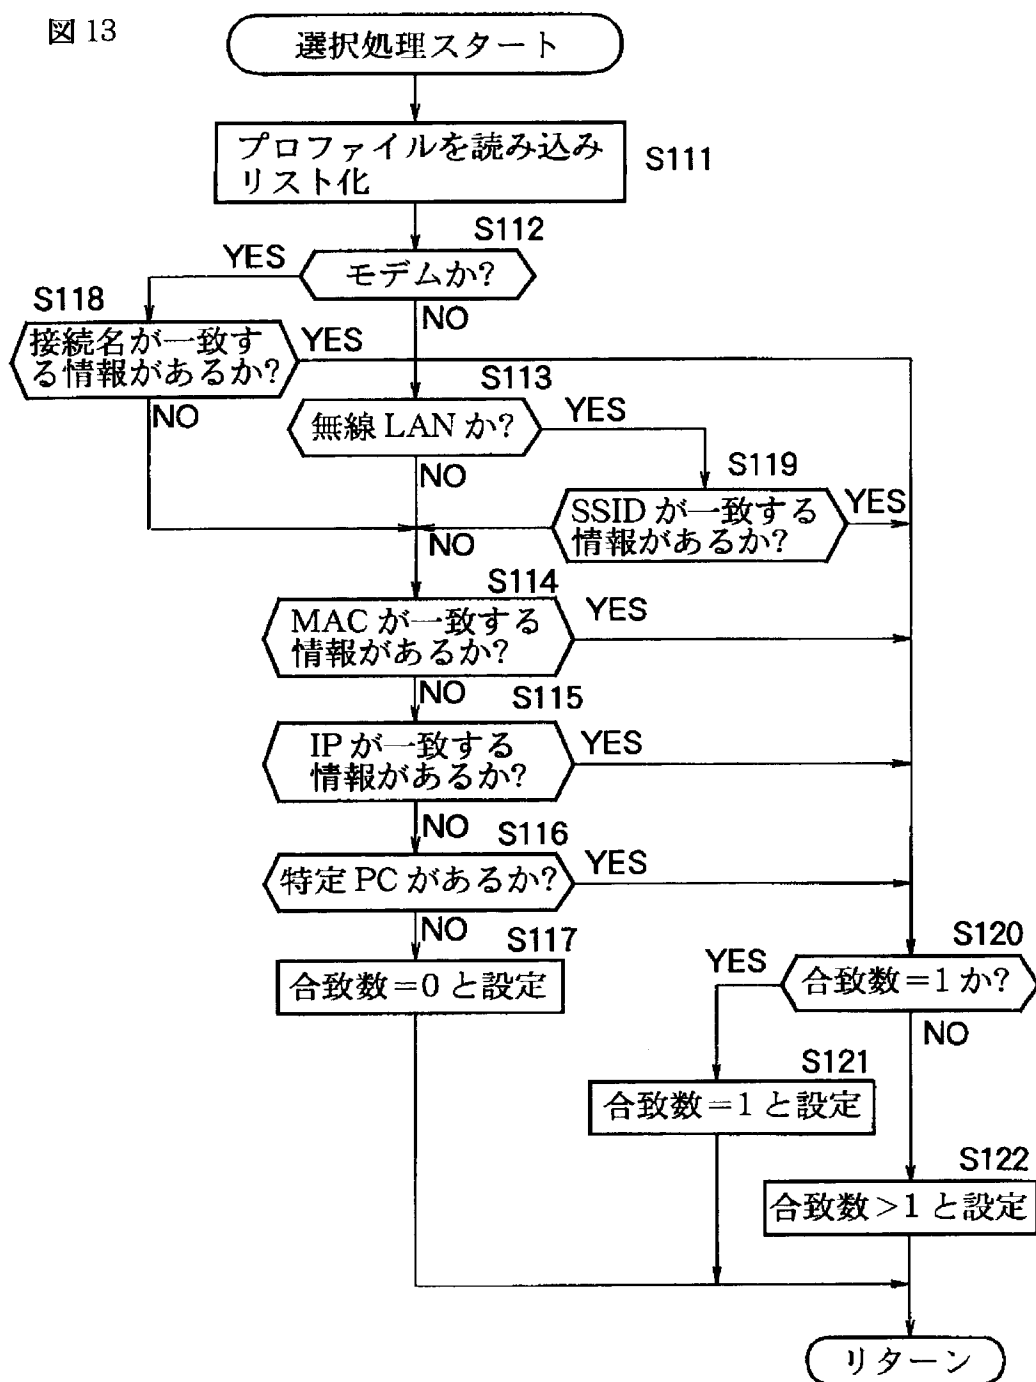 図 13
選択処理スタート
プロファイルを読み込み
リスト化
S111
S112
YES
モデムか?
NO
S118
接続名が一致す
る情報があるか?
YES
NO
S113
無線 LAN か?
YES
NO
S119
SSID が一致する
情報があるか?
YES
NO
S114
MAC が一致する
情報があるか?
YES
NO
S115
IP が一致する
情報があるか?
YES
NO
S116
特定 PC があるか?
YES
NO
S117
合致数=0 と設定
S120
YES
合致数=1 か?
NO
S121
合致数=1 と設定
S122
合致数>1 と設定
リターン